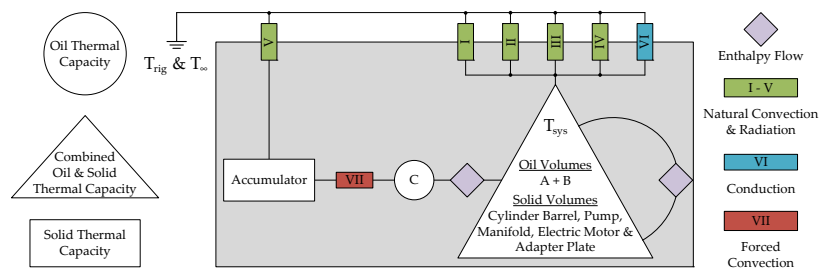 Oil Thermal
Capacity
Combined
Oil & Solid
Thermal Capacity
Solid Thermal
Capacity
T_rig & T_∞
V
I
II
III
IV
VI
T_sys
Oil Volumes
A + B
Solid Volumes
Cylinder Barrel, Pump,
Manifold, Electric Motor &
Adapter Plate
Accumulator
VII
C
Enthalpy Flow
I - V
Natural Convection
& Radiation
VI
Conduction
VII
Forced
Convection